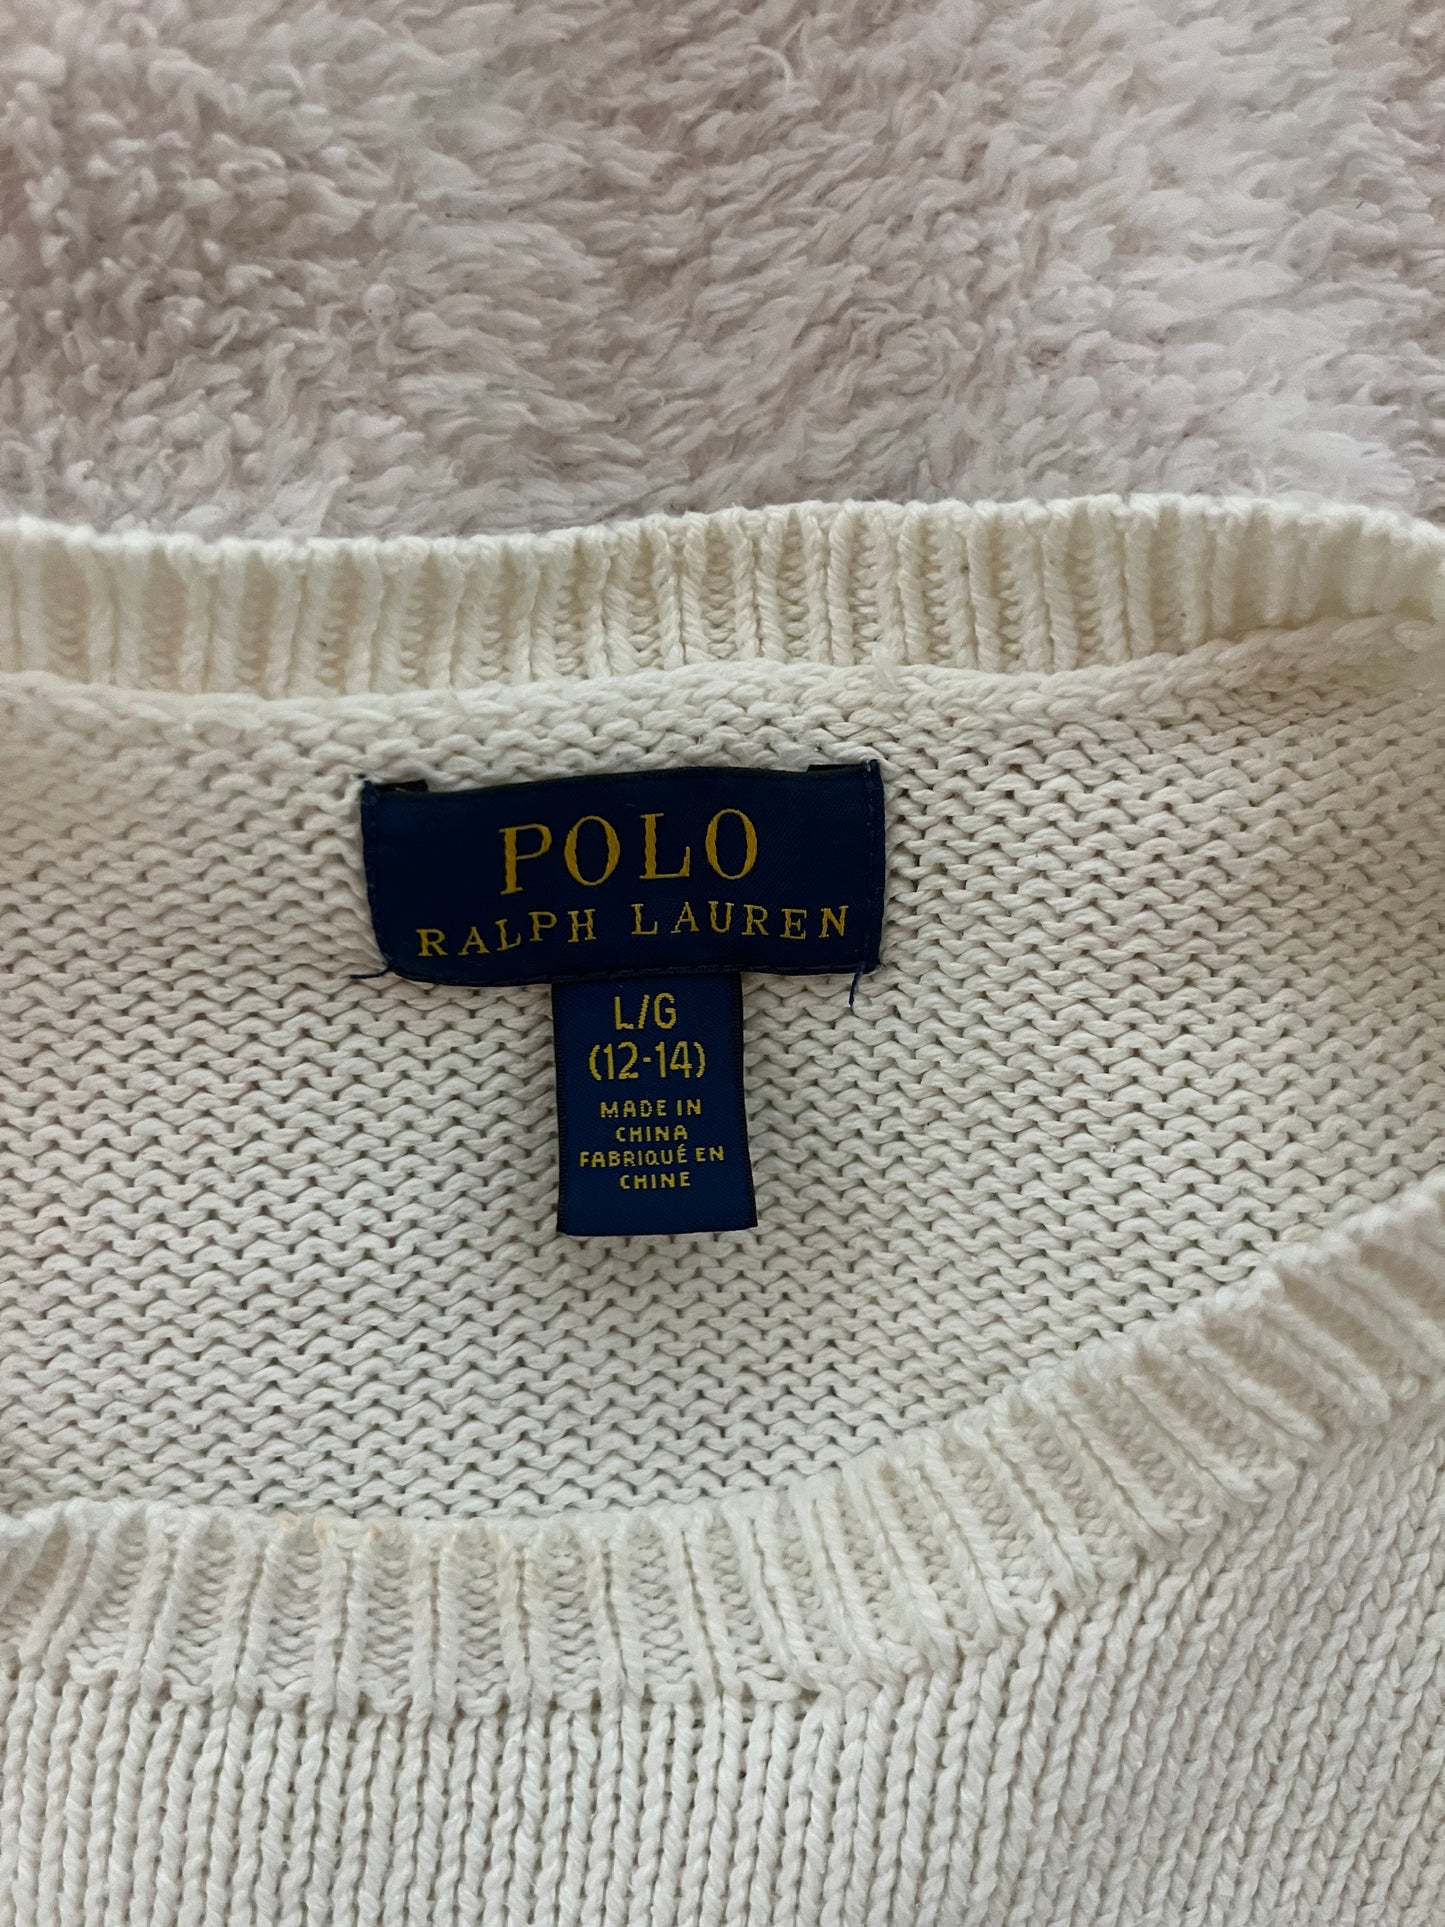 POLO
RALPH LAUREN
L/G
(12-14)
MADE IN
CHINA
FABRIQUÉ EN
CHINE